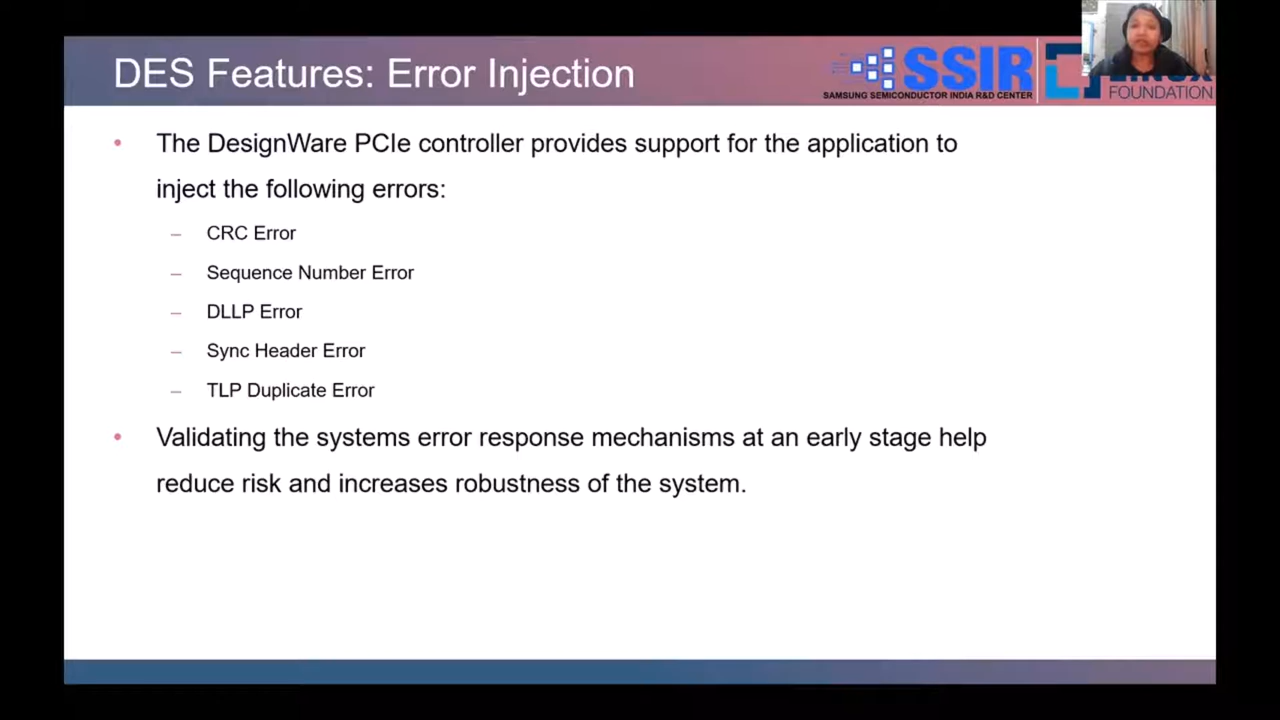 DES Features: Error Injection
SSIR
SAMSUNG SEMICONDUCTOR INDIA R&D CENTER
FOUNDATION
• The DesignWare PCIe controller provides support for the application to
inject the following errors:
– CRC Error
– Sequence Number Error
– DLLP Error
– Sync Header Error
– TLP Duplicate Error
• Validating the systems error response mechanisms at an early stage help
reduce risk and increases robustness of the system.